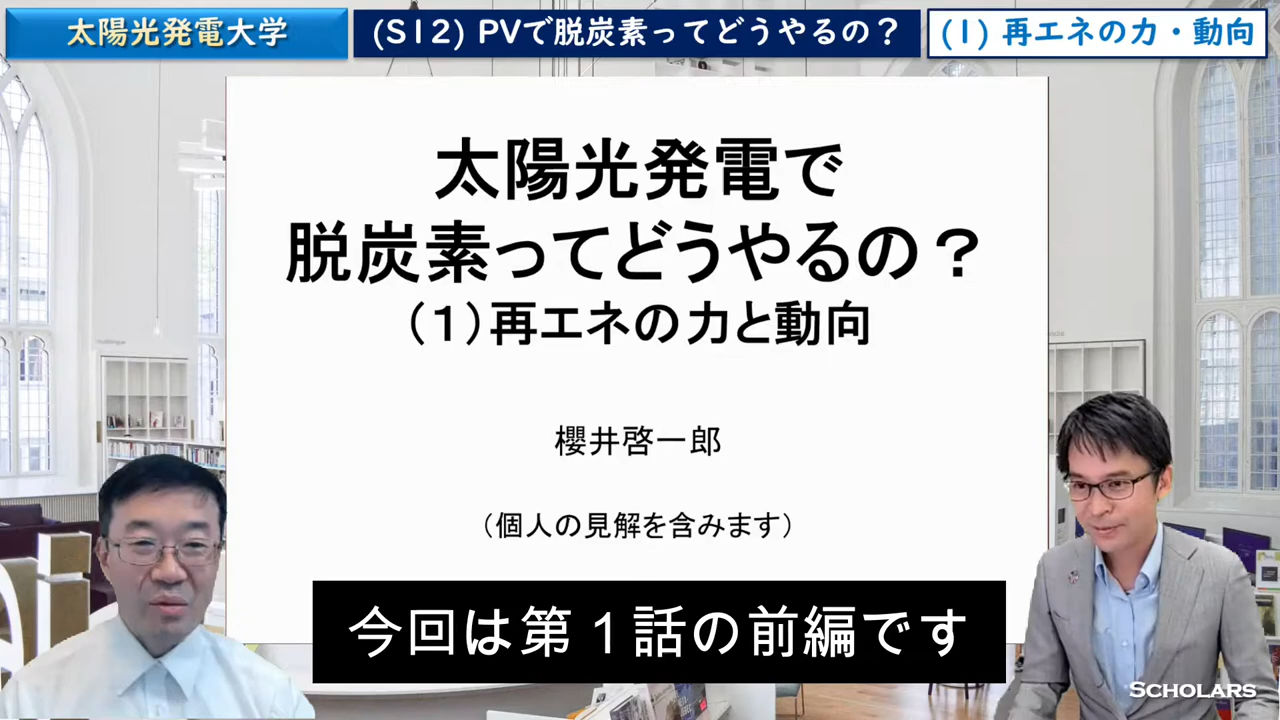 太陽光発電大学
(S12) PVで脱炭素ってどうやるの？
(1) 再エネの力・動向
太陽光発電で
脱炭素ってどうやるの？
（１）再エネの力と動向
櫻井啓一郎
（個人の見解を含みます）
今回は第１話の前編です
SCHOLARS